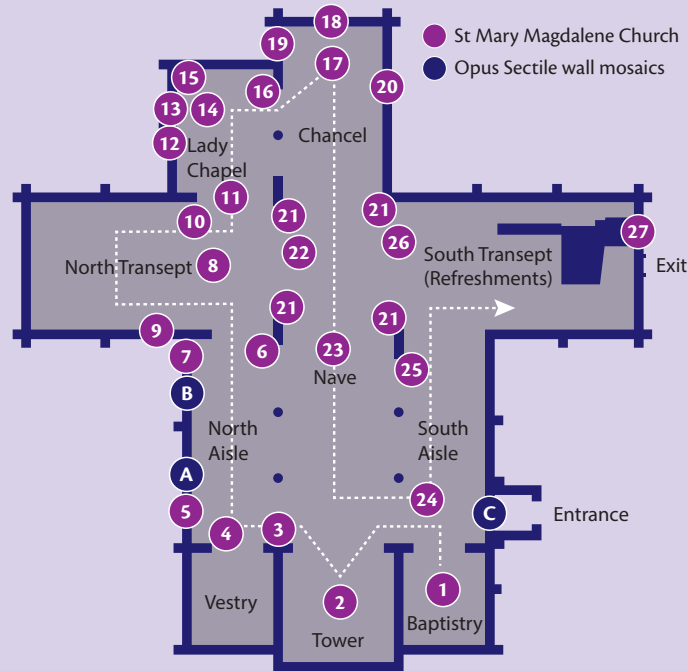 18
St Mary Magdalene Church
19
17
Opus Sectile wall mosaics
15
16
20
13
14
Chancel
12
Lady
Chapel
11
21
21
10
22
26
27
South Transept
(Refreshments)
North Transept
8
Exit
21
21
9
7
6
23
25
Nave
B
North
Aisle
South
Aisle
A
24
5
C
Entrance
4
3
1
2
Vestry
Baptistry
Tower